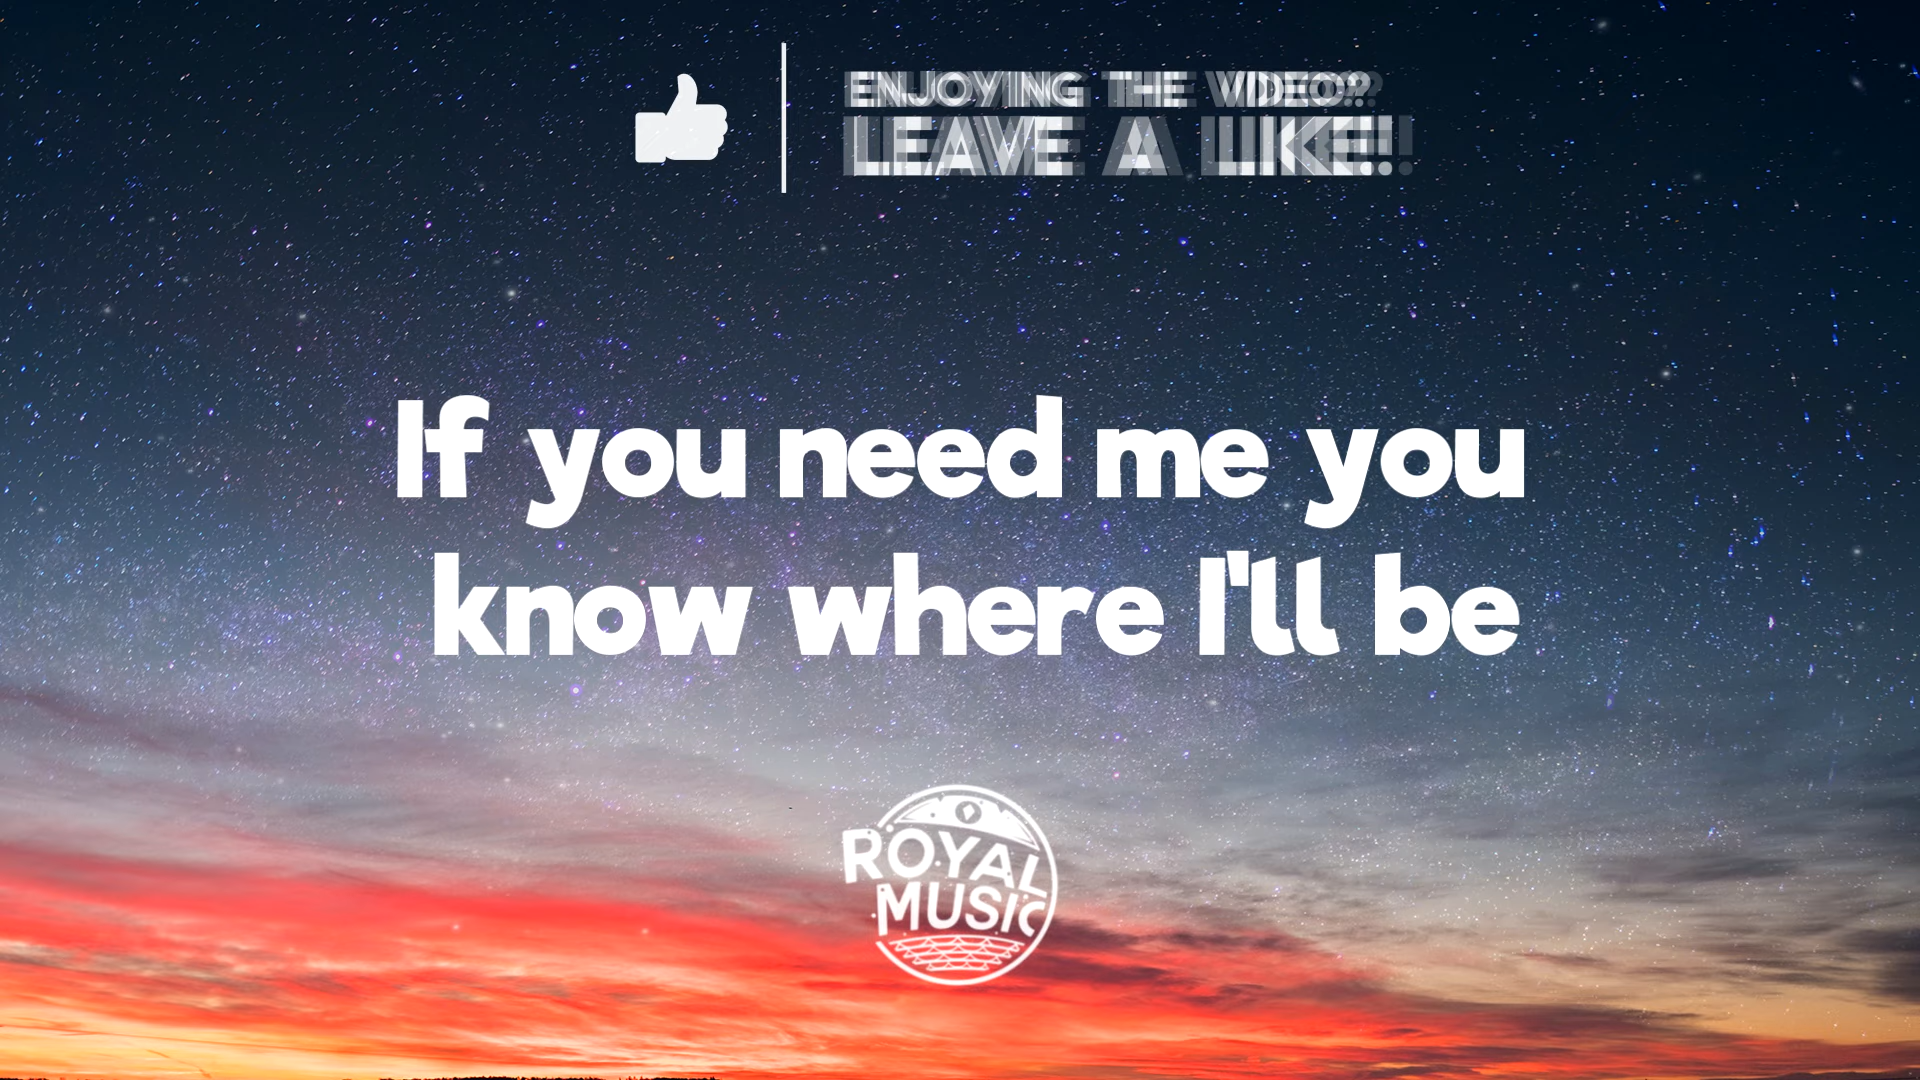 ENJOYING THE VIDEO?
LEAVE A LIKE!
If you need me you
know where I'll be
ROYAL
MUSIC